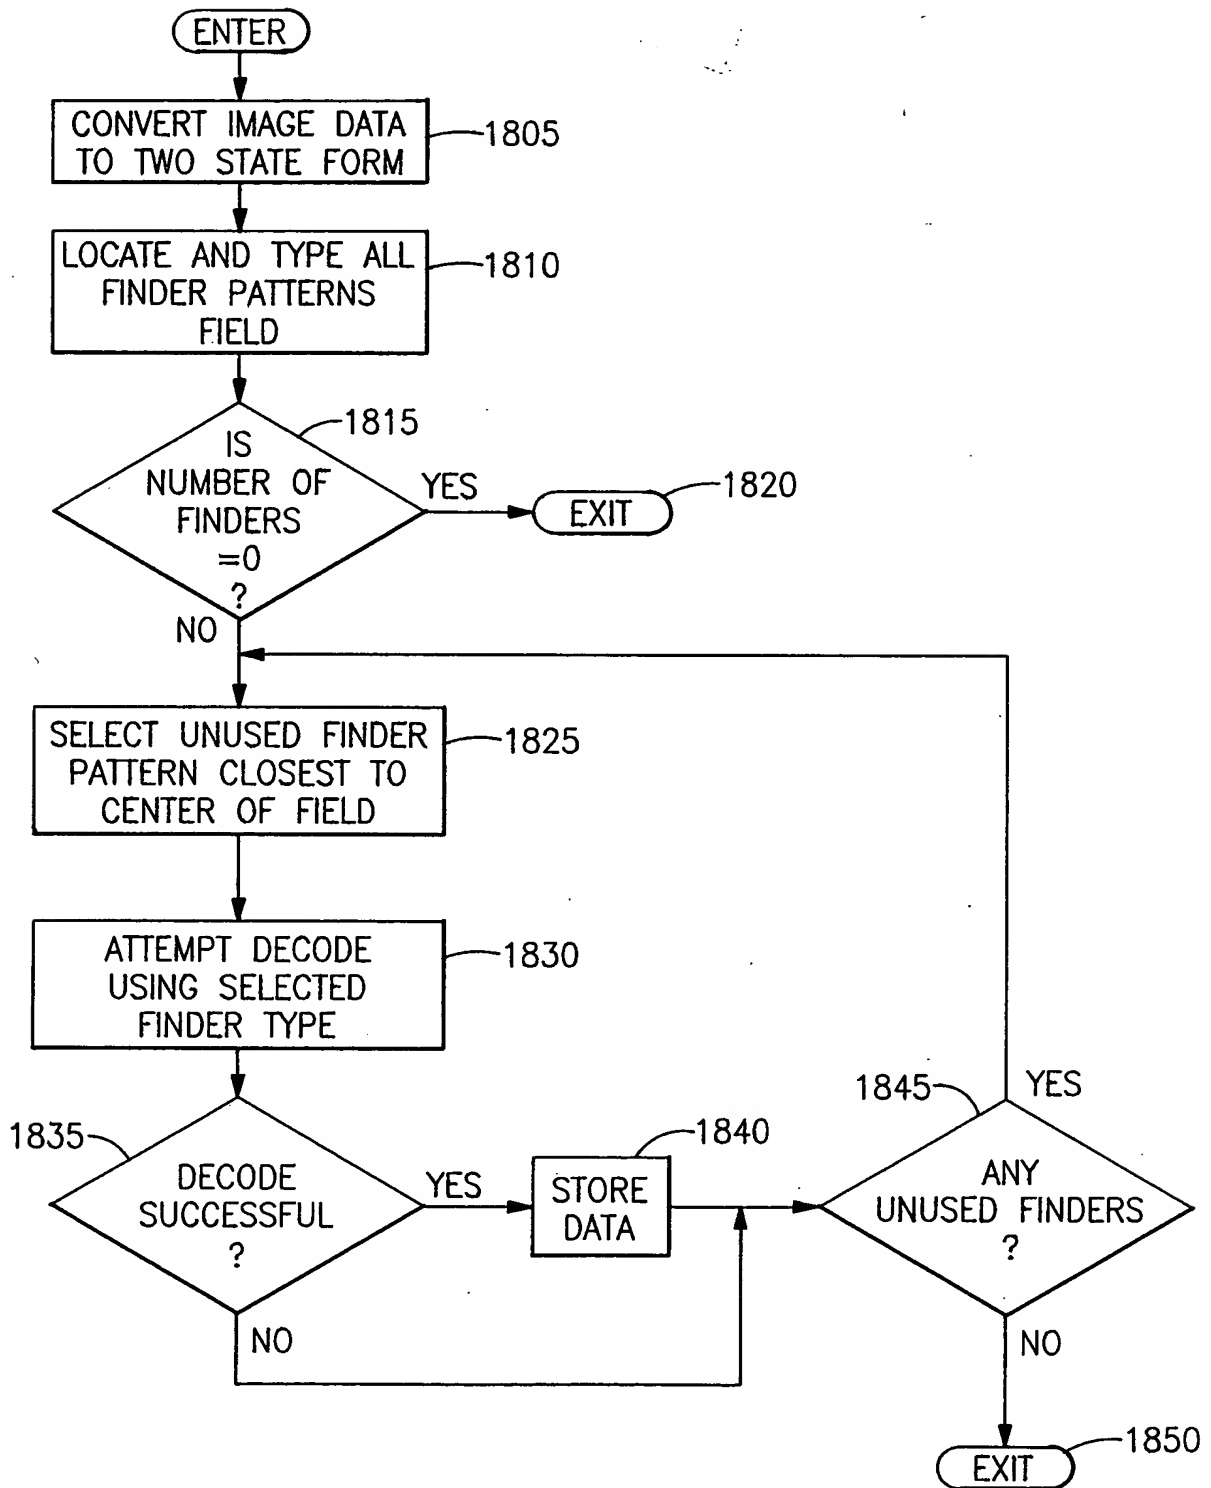 ENTER
CONVERT IMAGE DATA
TO TWO STATE FORM
1805
LOCATE AND TYPE ALL
FINDER PATTERNS
FIELD
1810
IS
NUMBER OF
FINDERS
=0
?
1815
YES
EXIT
1820
NO
SELECT UNUSED FINDER
PATTERN CLOSEST TO
CENTER OF FIELD
1825
ATTEMPT DECODE
USING SELECTED
FINDER TYPE
1830
1835
DECODE
SUCCESSFUL
?
YES
NO
STORE
DATA
1840
1845
ANY
UNUSED FINDERS
?
YES
NO
EXIT
1850